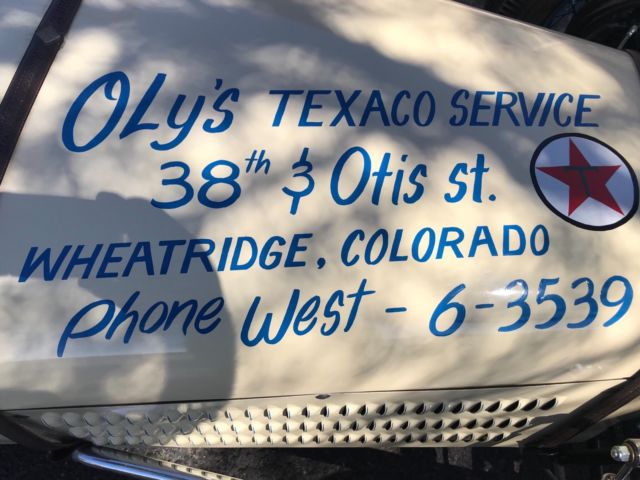 OLy's TEXACO SERVICE
38th & Otis st.
T
WHEATRIDGE, COLORADO
Phone West - 6-3539